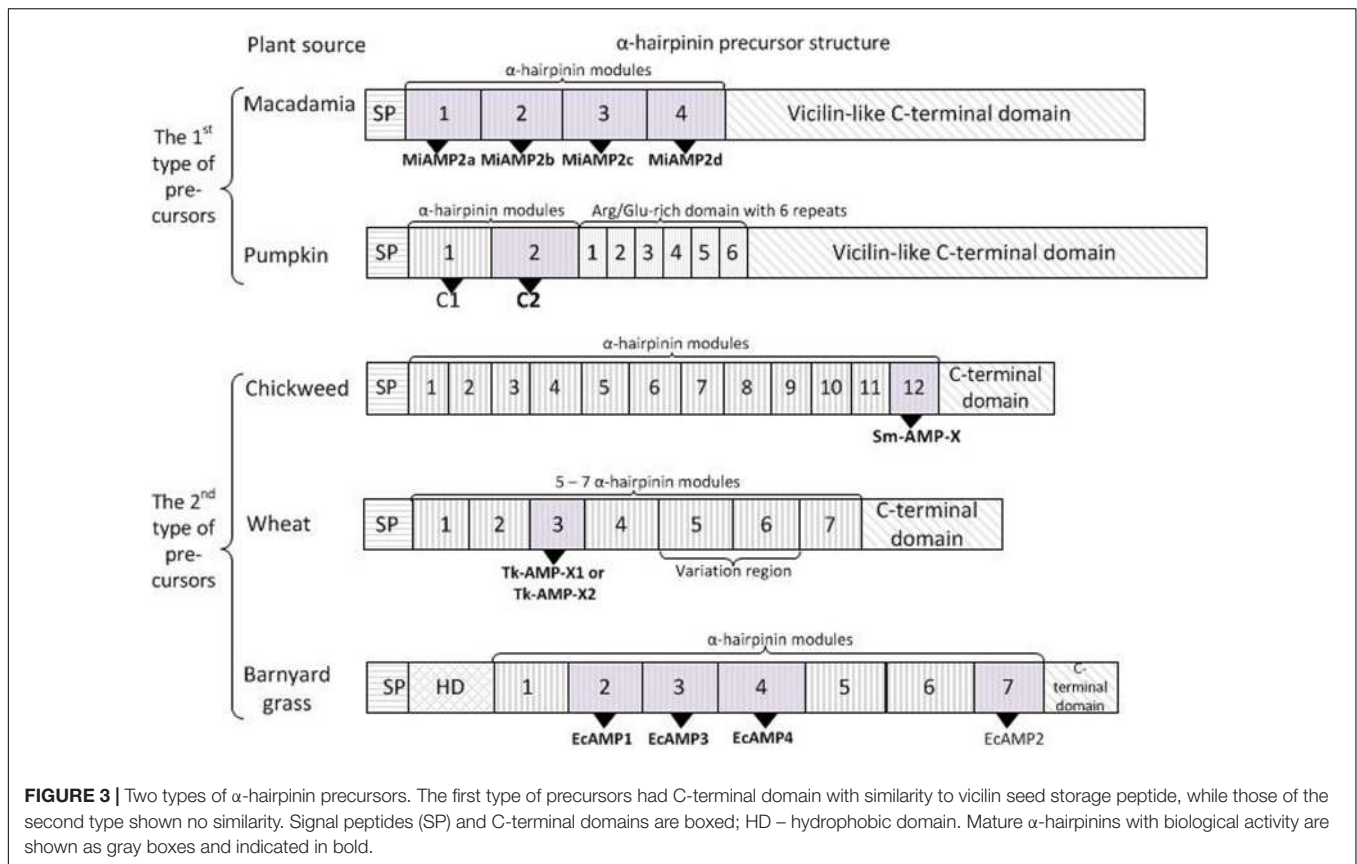 Plant source α-hairpinin precursor structure
α-hairpinin modules
Macadamia
SP 1 2 3 4 Vicilin-like C-terminal domain
MiAMP2a MiAMP2b MiAMP2c MiAMP2d
The 1st
type of
pre-
cursors
α-hairpinin modules Arg/Glu-rich domain with 6 repeats
Pumpkin
SP 1 2 1 2 3 4 5 6 Vicilin-like C-terminal domain
C1 C2
α-hairpinin modules
Chickweed
SP 1 2 3 4 5 6 7 8 9 10 11 12 C-terminal
domain
Sm-AMP-X
The 2nd
type of
pre-
cursors
5 – 7 α-hairpinin modules
Wheat
SP 1 2 3 4 5 6 7 C-terminal
domain
Tk-AMP-X1 or
Tk-AMP-X2
Variation region
α-hairpinin modules
Barnyard
grass
SP HD 1 2 3 4 5 6 7 C-
terminal
domain
EcAMP1 EcAMP3 EcAMP4 EcAMP2
FIGURE 3 | Two types of α-hairpinin precursors. The first type of precursors had C-terminal domain with similarity to vicilin seed storage peptide, while those of the
second type shown no similarity. Signal peptides (SP) and C-terminal domains are boxed; HD – hydrophobic domain. Mature α-hairpinins with biological activity are
shown as gray boxes and indicated in bold.